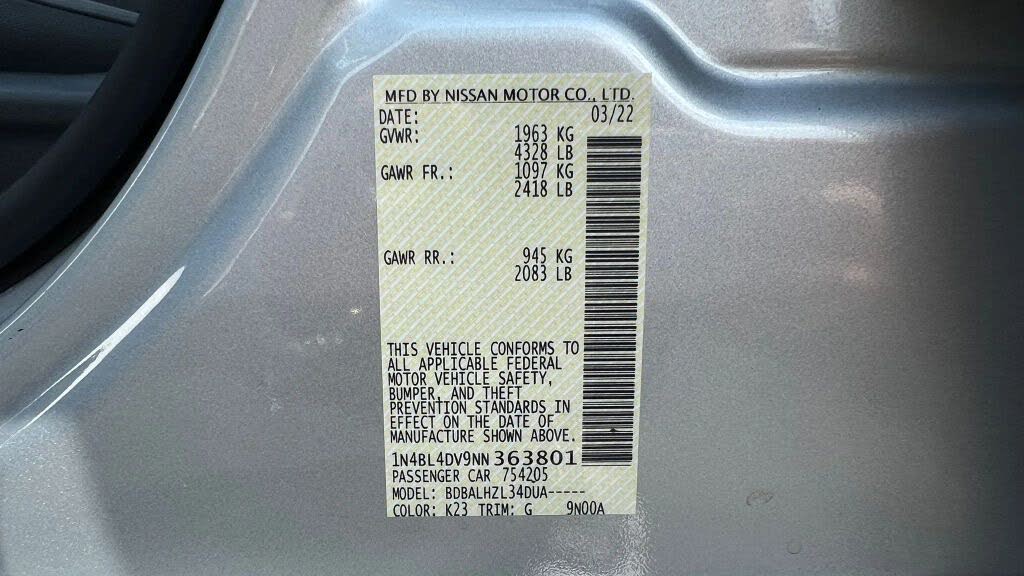 MFD BY NISSAN MOTOR CO., LTD.
DATE: 03/22
GVWR: 1963 KG
4328 LB
GAWR FR.: 1097 KG
2418 LB
GAWR RR.: 945 KG
2083 LB
THIS VEHICLE CONFORMS TO
ALL APPLICABLE FEDERAL
MOTOR VEHICLE SAFETY,
BUMPER, AND THEFT
PREVENTION STANDARDS IN
EFFECT ON THE DATE OF
MANUFACTURE SHOWN ABOVE.
1N4BL4DV9NN363801
PASSENGER CAR 754205
MODEL: BDBALHZL34DUA-----
COLOR: K23 TRIM: G 9N00A